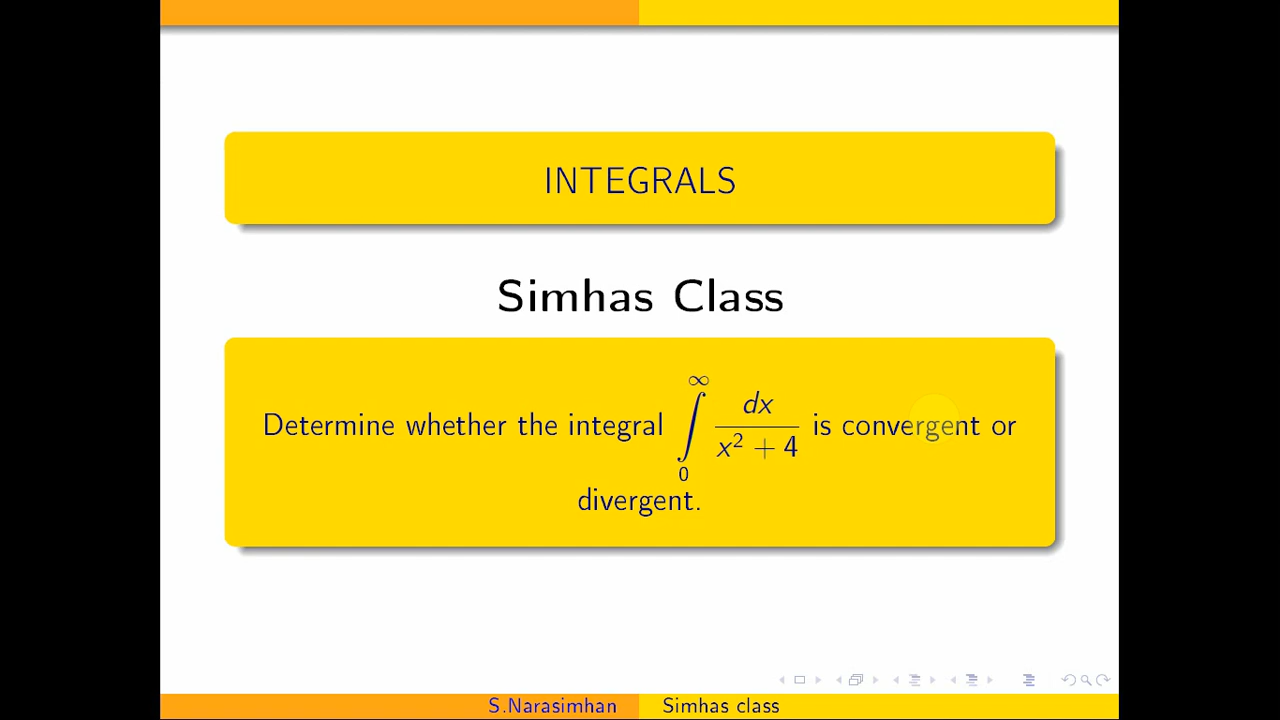 INTEGRALS
Simhas Class
Determine whether the integral ∫₀^∞ dx/(x² + 4) is convergent or
divergent.
S.Narasimhan Simhas class